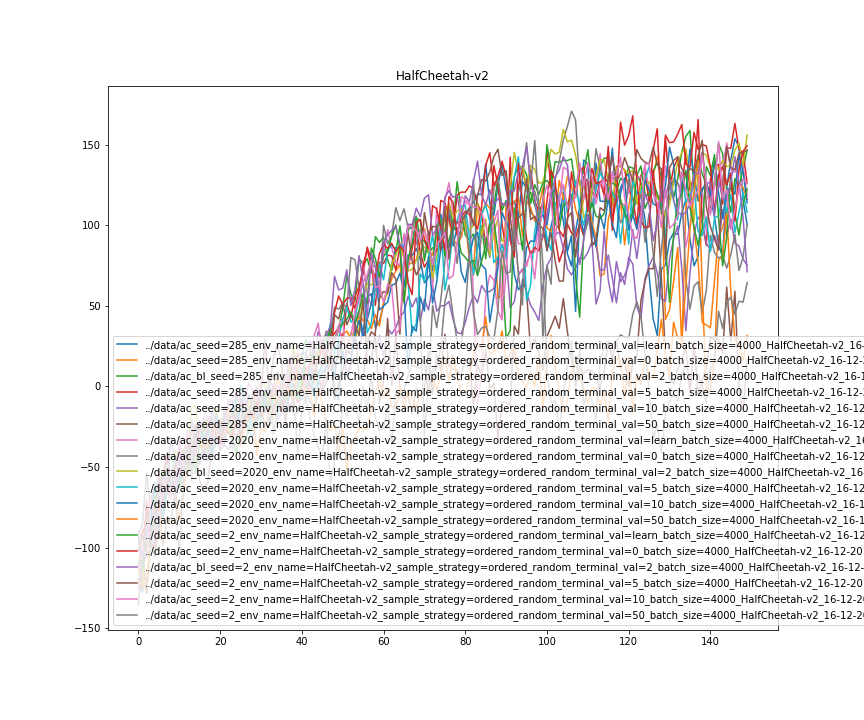 HalfCheetah-v2
150
100
50
0
−50
−100
−150
../data/ac_seed=285_env_name=HalfCheetah-v2_sample_strategy=ordered_random_terminal_val=learn_batch_size=4000_HalfCheetah-v2_16-
../data/ac_seed=285_env_name=HalfCheetah-v2_sample_strategy=ordered_random_terminal_val=0_batch_size=4000_HalfCheetah-v2_16-12-
../data/ac_bl_seed=285_env_name=HalfCheetah-v2_sample_strategy=ordered_random_terminal_val=2_batch_size=4000_HalfCheetah-v2_16-1
../data/ac_seed=285_env_name=HalfCheetah-v2_sample_strategy=ordered_random_terminal_val=5_batch_size=4000_HalfCheetah-v2_16-12-
../data/ac_seed=285_env_name=HalfCheetah-v2_sample_strategy=ordered_random_terminal_val=10_batch_size=4000_HalfCheetah-v2_16-12
../data/ac_seed=285_env_name=HalfCheetah-v2_sample_strategy=ordered_random_terminal_val=50_batch_size=4000_HalfCheetah-v2_16-12
../data/ac_seed=2020_env_name=HalfCheetah-v2_sample_strategy=ordered_random_terminal_val=learn_batch_size=4000_HalfCheetah-v2_16
../data/ac_seed=2020_env_name=HalfCheetah-v2_sample_strategy=ordered_random_terminal_val=0_batch_size=4000_HalfCheetah-v2_16-12
../data/ac_bl_seed=2020_env_name=HalfCheetah-v2_sample_strategy=ordered_random_terminal_val=2_batch_size=4000_HalfCheetah-v2_16-
../data/ac_seed=2020_env_name=HalfCheetah-v2_sample_strategy=ordered_random_terminal_val=5_batch_size=4000_HalfCheetah-v2_16-12
../data/ac_seed=2020_env_name=HalfCheetah-v2_sample_strategy=ordered_random_terminal_val=10_batch_size=4000_HalfCheetah-v2_16-1
../data/ac_seed=2020_env_name=HalfCheetah-v2_sample_strategy=ordered_random_terminal_val=50_batch_size=4000_HalfCheetah-v2_16-1
../data/ac_seed=2_env_name=HalfCheetah-v2_sample_strategy=ordered_random_terminal_val=learn_batch_size=4000_HalfCheetah-v2_16-12
../data/ac_seed=2_env_name=HalfCheetah-v2_sample_strategy=ordered_random_terminal_val=0_batch_size=4000_HalfCheetah-v2_16-12-20
../data/ac_bl_seed=2_env_name=HalfCheetah-v2_sample_strategy=ordered_random_terminal_val=2_batch_size=4000_HalfCheetah-v2_16-12-
../data/ac_seed=2_env_name=HalfCheetah-v2_sample_strategy=ordered_random_terminal_val=5_batch_size=4000_HalfCheetah-v2_16-12-20
../data/ac_seed=2_env_name=HalfCheetah-v2_sample_strategy=ordered_random_terminal_val=10_batch_size=4000_HalfCheetah-v2_16-12-20
../data/ac_seed=2_env_name=HalfCheetah-v2_sample_strategy=ordered_random_terminal_val=50_batch_size=4000_HalfCheetah-v2_16-12-20
0 20 40 60 80 100 120 140